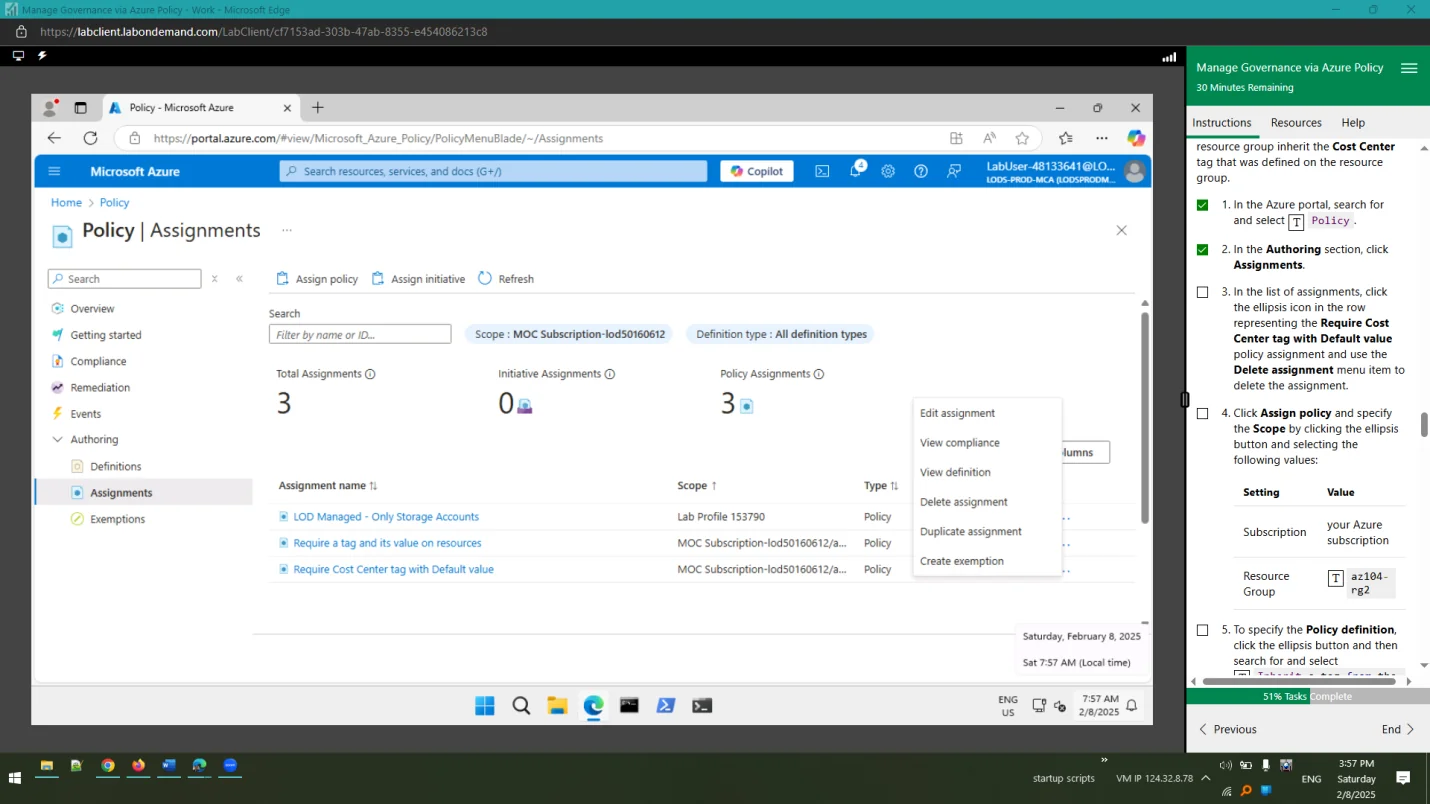 Manage Governance via Azure Policy - Work - Microsoft Edge
https://labclient.labondemand.com/LabClient/cf7153ad-303b-47ab-8355-e454086213c8
Policy - Microsoft Azure
https://portal.azure.com/#view/Microsoft_Azure_Policy/PolicyMenuBlade/~/Assignments
Microsoft Azure
Search resources, services, and docs (G+/)
Copilot
4
LabUser-48133641@LO...
LODS-PROD-MCA (LODSPRODM...
Home > Policy
Policy | Assignments
...
Search
Overview
Getting started
Compliance
Remediation
Events
Authoring
Definitions
Assignments
Exemptions
Assign policy
Assign initiative
Refresh
Search
Filter by name or ID...
Scope : MOC Subscription-lod50160612
Definition type : All definition types
Total Assignments
3
Initiative Assignments
0
Policy Assignments
3
lumns
Assignment name
Scope
Type
LOD Managed - Only Storage Accounts
Lab Profile 153790
Policy
Require a tag and its value on resources
MOC Subscription-lod50160612/a...
Policy
Require Cost Center tag with Default value
MOC Subscription-lod50160612/a...
Policy
Edit assignment
View compliance
View definition
Delete assignment
Duplicate assignment
Create exemption
Saturday, February 8, 2025
Sat 7:57 AM (Local time)
ENG
US
7:57 AM
2/8/2025
Manage Governance via Azure Policy
30 Minutes Remaining
Instructions
Resources
Help
resource group inherit the Cost Center
tag that was defined on the resource
group.
1. In the Azure portal, search for
and select T Policy .
2. In the Authoring section, click
Assignments.
3. In the list of assignments, click
the ellipsis icon in the row
representing the Require Cost
Center tag with Default value
policy assignment and use the
Delete assignment menu item to
delete the assignment.
4. Click Assign policy and specify
the Scope by clicking the ellipsis
button and selecting the
following values:
Setting
Value
Subscription
your Azure
subscription
Resource
Group
T az104-
rg2
5. To specify the Policy definition,
click the ellipsis button and then
search for and select
Inherit a tag from the
51% Tasks Complete
Previous
End
startup scripts
VM IP 124.32.8.78
ENG
3:57 PM
Saturday
2/8/2025